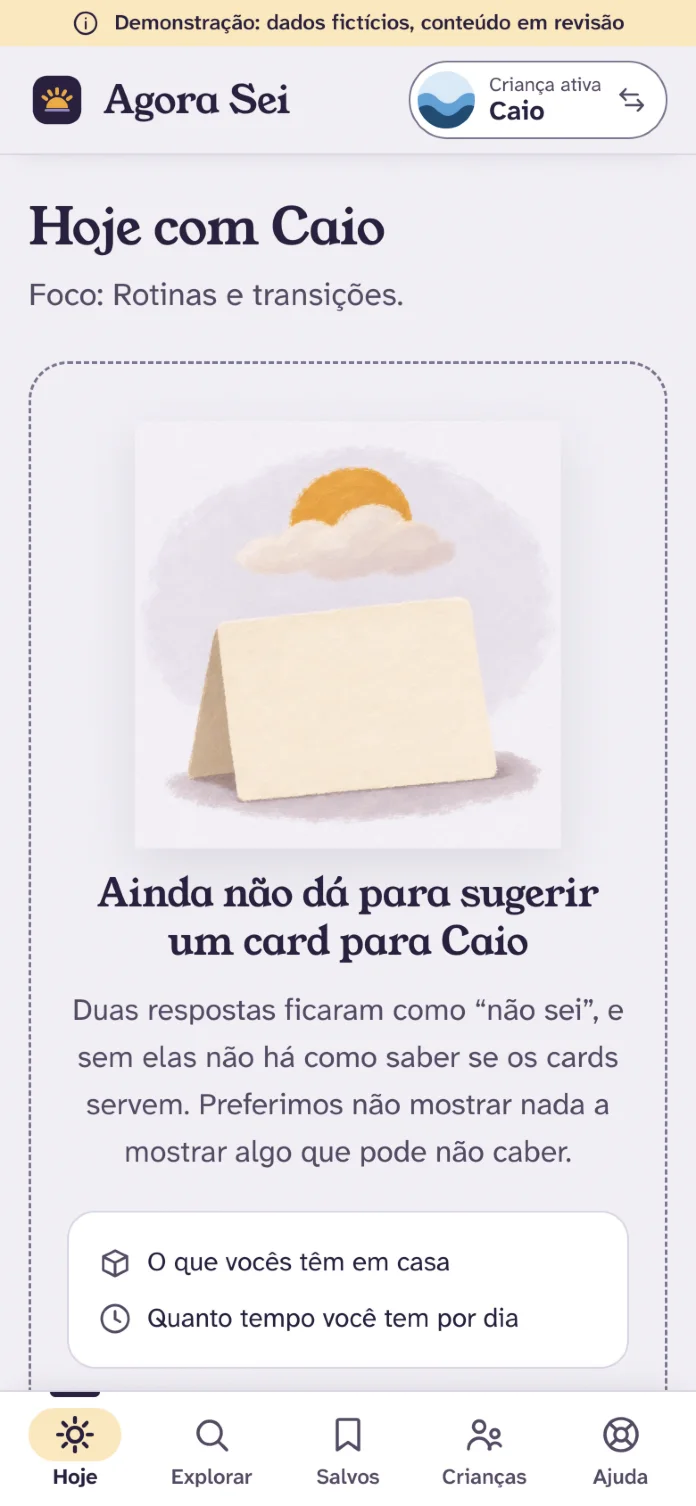 Demonstração: dados fictícios, conteúdo em revisão
Agora Sei
Criança ativa
Caio
Hoje com Caio
Foco: Rotinas e transições.
Ainda não dá para sugerir
um card para Caio
Duas respostas ficaram como “não sei”, e
sem elas não há como saber se os cards
servem. Preferimos não mostrar nada a
mostrar algo que pode não caber.
O que vocês têm em casa
Quanto tempo você tem por dia
Hoje
Explorar
Salvos
Crianças
Ajuda